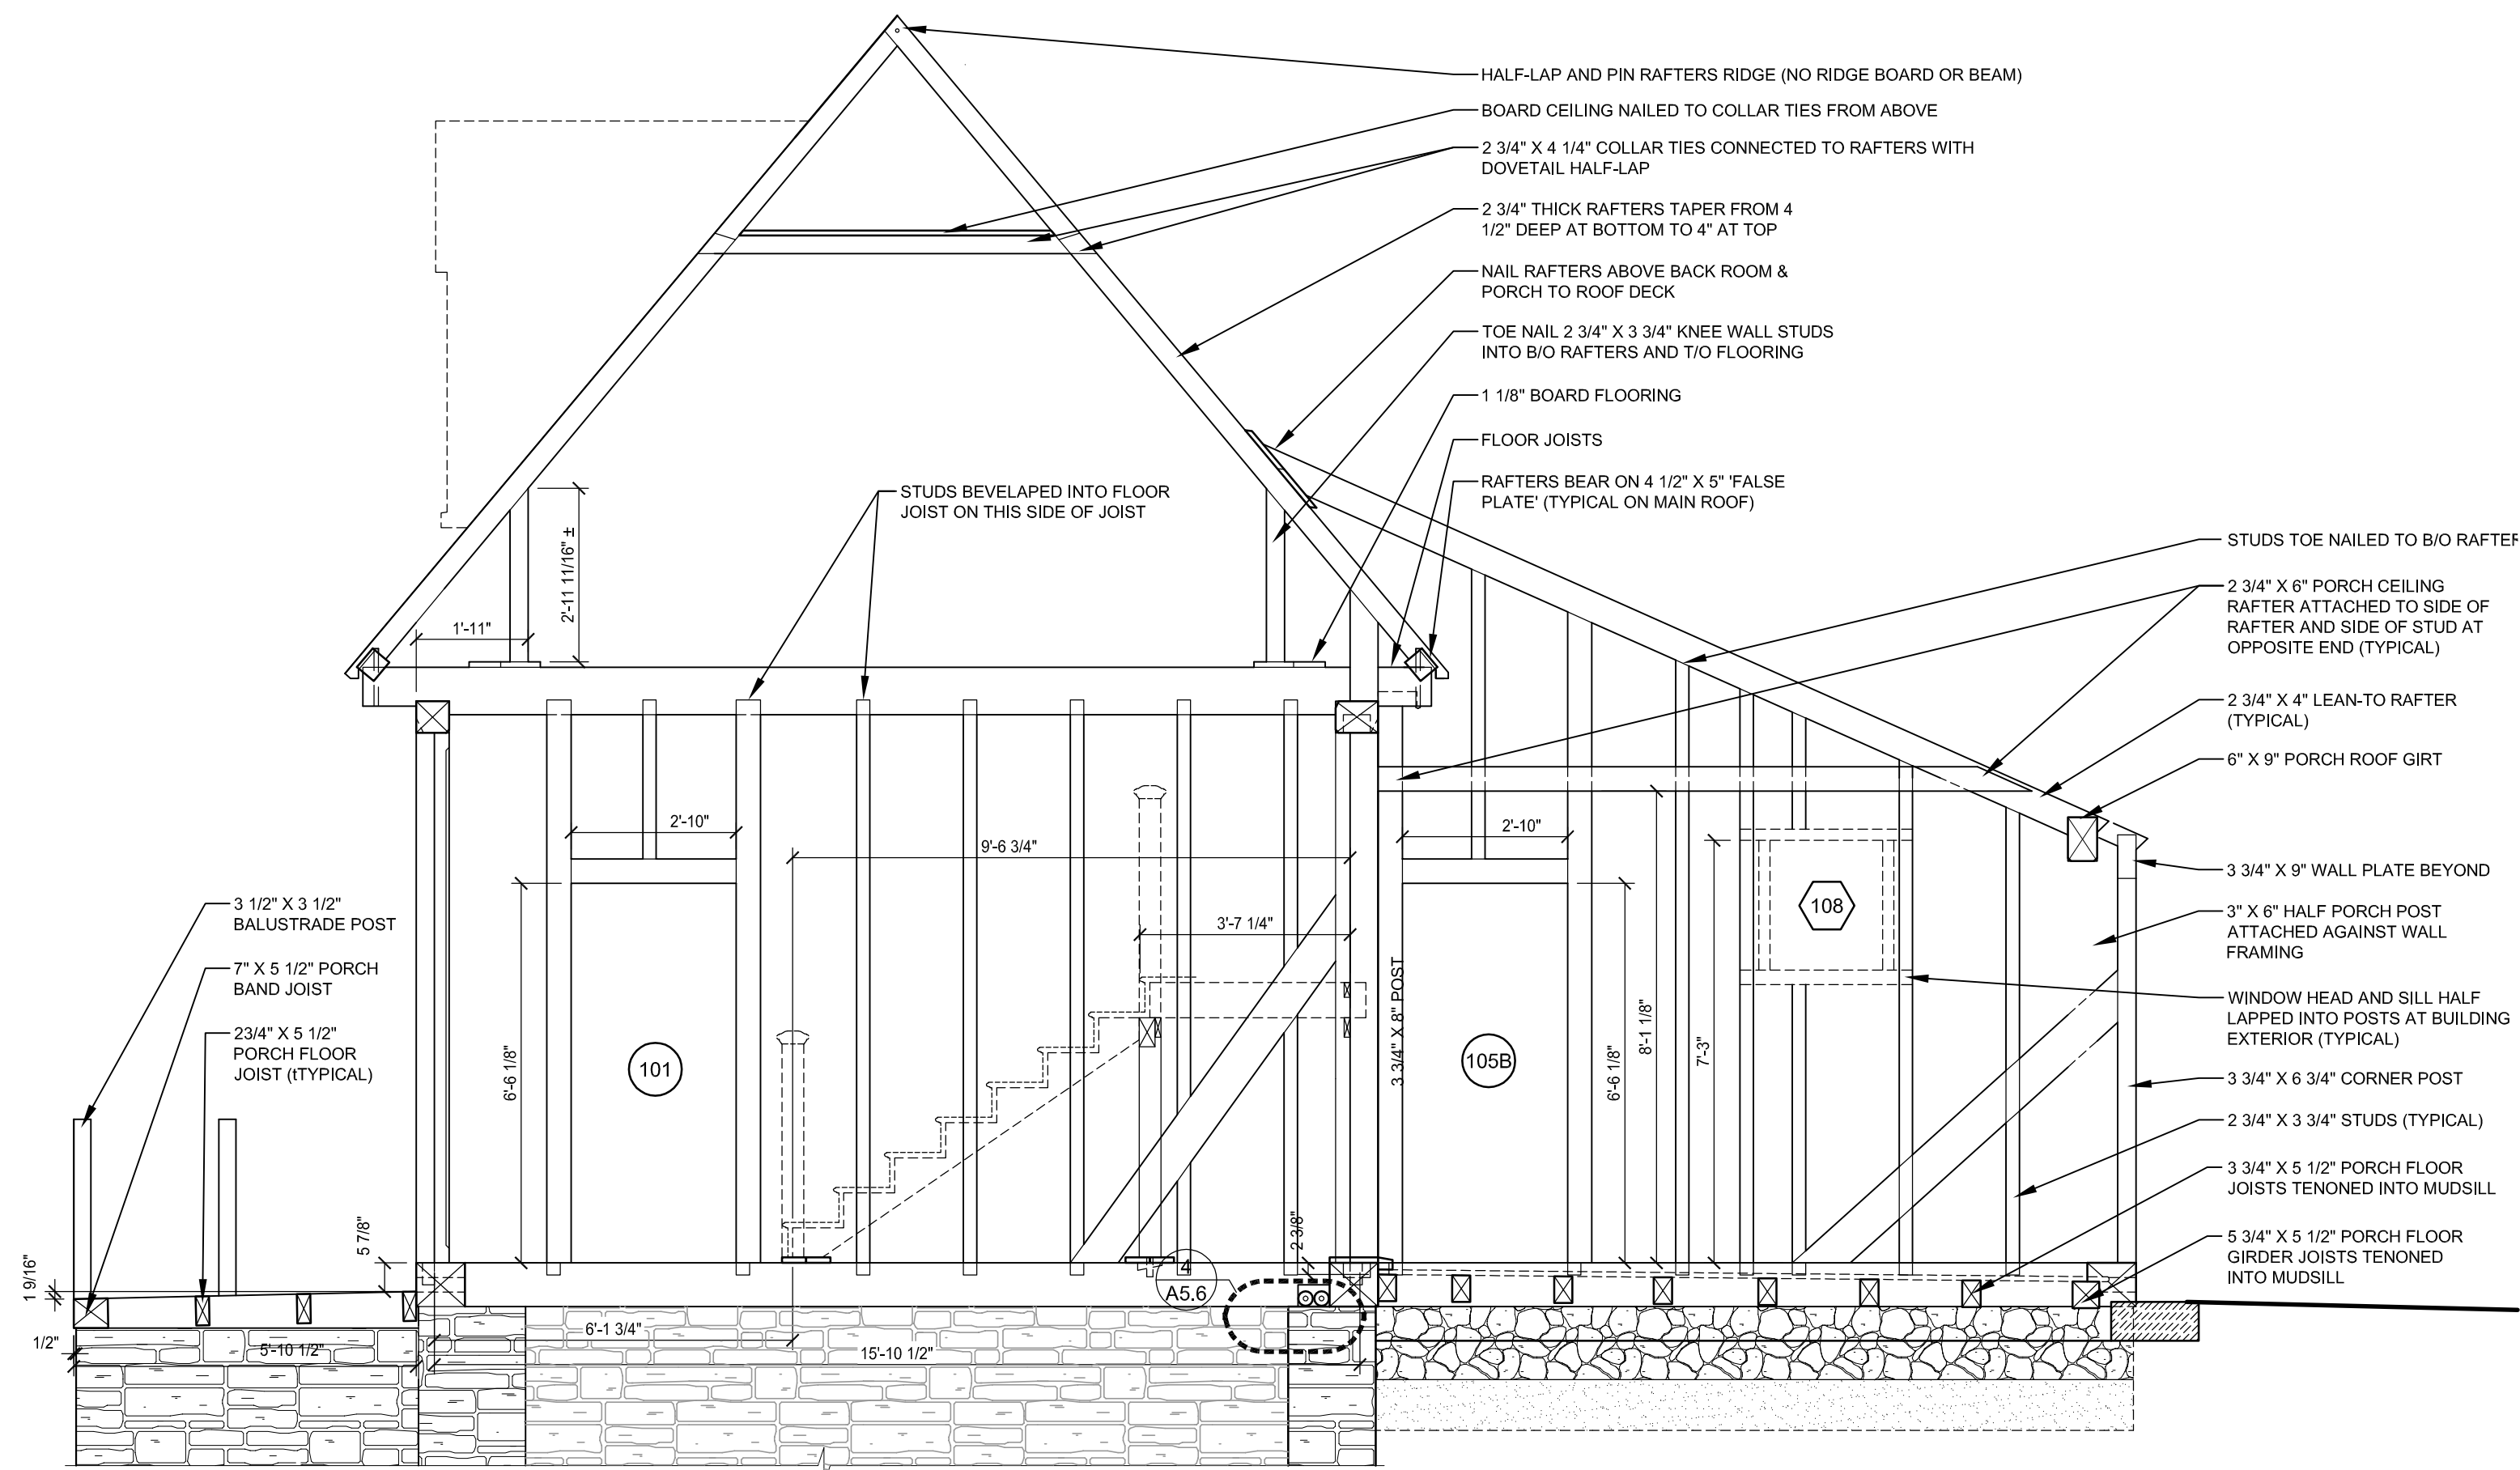 HALF-LAP AND PIN RAFTERS RIDGE (NO RIDGE BOARD OR BEAM)
BOARD CEILING NAILED TO COLLAR TIES FROM ABOVE
2 3/4" X 4 1/4" COLLAR TIES CONNECTED TO RAFTERS WITH
DOVETAIL HALF-LAP
2 3/4" THICK RAFTERS TAPER FROM 4
1/2" DEEP AT BOTTOM TO 4" AT TOP
NAIL RAFTERS ABOVE BACK ROOM &
PORCH TO ROOF DECK
TOE NAIL 2 3/4" X 3 3/4" KNEE WALL STUDS
INTO B/O RAFTERS AND T/O FLOORING
1 1/8" BOARD FLOORING
FLOOR JOISTS
RAFTERS BEAR ON 4 1/2" X 5" 'FALSE
PLATE' (TYPICAL ON MAIN ROOF)
STUDS BEVELAPED INTO FLOOR
JOIST ON THIS SIDE OF JOIST
2'-11 11/16" ±
1'-11"
STUDS TOE NAILED TO B/O RAFTER
2 3/4" X 6" PORCH CEILING
RAFTER ATTACHED TO SIDE OF
RAFTER AND SIDE OF STUD AT
OPPOSITE END (TYPICAL)
2 3/4" X 4" LEAN-TO RAFTER
(TYPICAL)
6" X 9" PORCH ROOF GIRT
3 3/4" X 9" WALL PLATE BEYOND
3" X 6" HALF PORCH POST
ATTACHED AGAINST WALL
FRAMING
WINDOW HEAD AND SILL HALF
LAPPED INTO POSTS AT BUILDING
EXTERIOR (TYPICAL)
3 3/4" X 6 3/4" CORNER POST
2 3/4" X 3 3/4" STUDS (TYPICAL)
3 3/4" X 5 1/2" PORCH FLOOR
JOISTS TENONED INTO MUDSILL
5 3/4" X 5 1/2" PORCH FLOOR
GIRDER JOISTS TENONED
INTO MUDSILL
3 1/2" X 3 1/2"
BALUSTRADE POST
7" X 5 1/2" PORCH
BAND JOIST
23/4" X 5 1/2"
PORCH FLOOR
JOIST (tTYPICAL)
2'-10"
9'-6 3/4"
3'-7 1/4"
6'-6 1/8"
101
3 3/4" X 8" POST
2'-10"
105B
6'-6 1/8"
8'-1 1/8"
7'-3"
108
5 7/8"
1 9/16"
1/2"
5'-10 1/2"
6'-1 3/4"
15'-10 1/2"
2 3/8"
4
A5.6